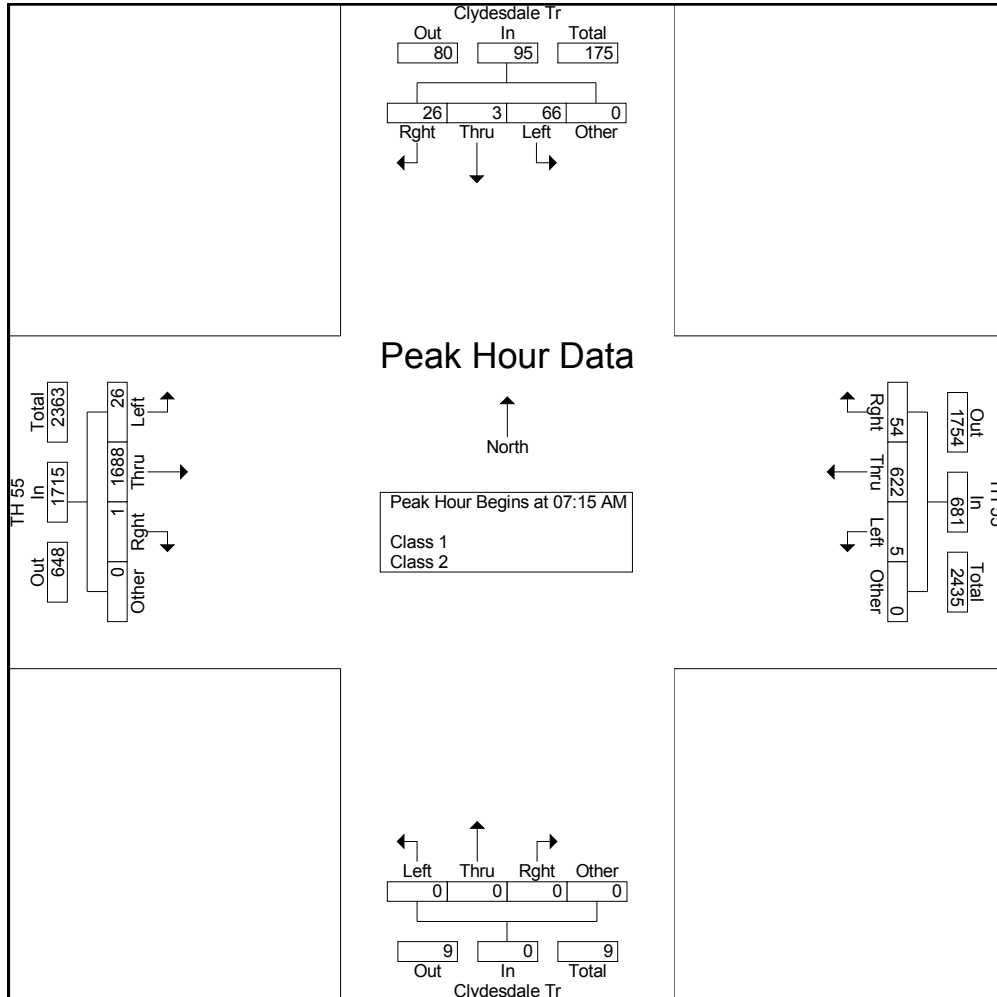 Clydesdale Tr
Out In Total
80 95 175
26 3 66 0
Rght Thru Left Other
Peak Hour Data
North
Peak Hour Begins at 07:15 AM
Class 1
Class 2
TH 55
Total In Out
2363 1715 648
26 1688 1 0
Left Thru Rght Other
Rght Thru Left Other
54 622 5 0
Out In Total
1754 681 2435
Left Thru Rght Other
0 0 0 0
9 0 9
Out In Total
Clydesdale Tr